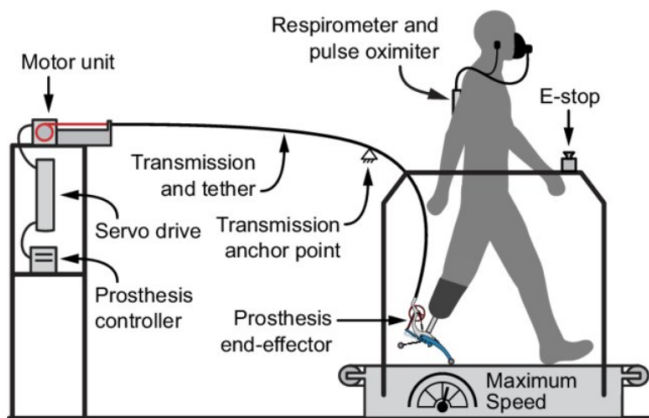 Respirometer and
pulse oximiter
Motor unit
E-stop
Transmission
and tether
Servo drive
Transmission
anchor point
Prosthesis
controller
Prosthesis
end-effector
Maximum
Speed